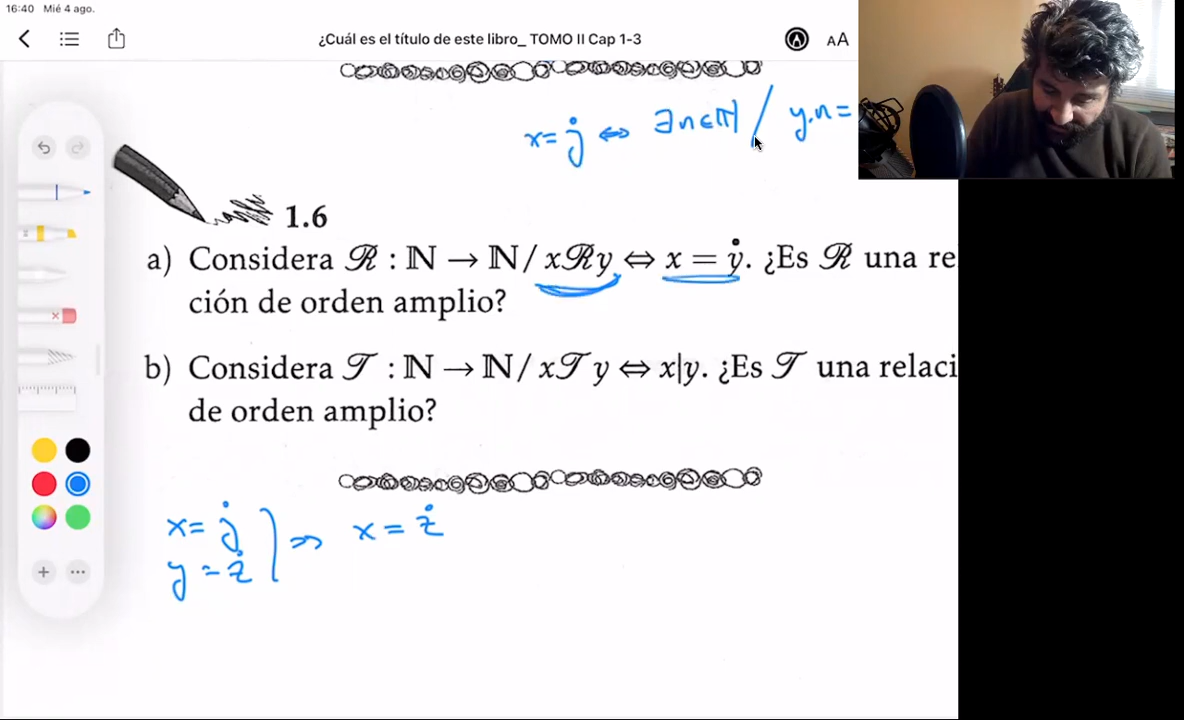 16:40 Mié 4 ago.
¿Cuál es el título de este libro_ TOMO II Cap 1-3
AA
x = ẏ ⇔ ∃ n ∈ ℕ / y.n =
1.6
a) Considera ℛ : ℕ → ℕ / xℛy ⇔ x = ẏ. ¿Es ℛ una re
ción de orden amplio?
b) Considera 𝒯 : ℕ → ℕ / x𝒯y ⇔ x|y. ¿Es 𝒯 una relaci
de orden amplio?
x = ẏ
y = ż } ⇒ x = ż